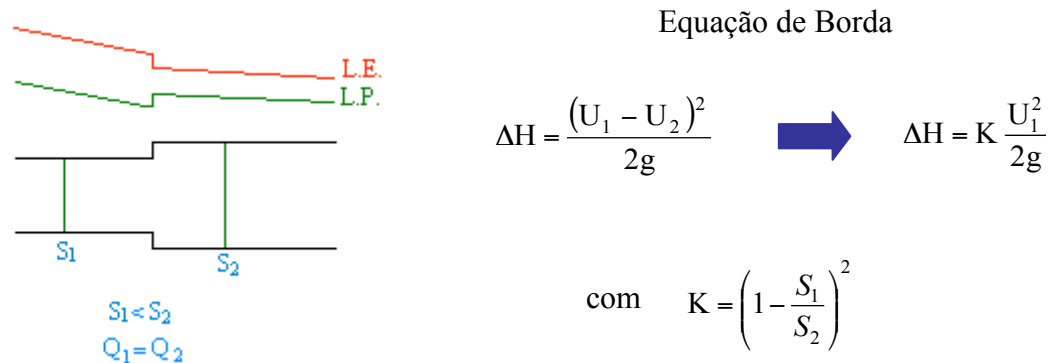 Equação de Borda
L.E.
L.P.
ΔH = (U₁ − U₂)² / 2g
ΔH = K U₁² / 2g
S₁
S₂
S₁ < S₂
Q₁ = Q₂
com K = (1 − S₁/S₂)²